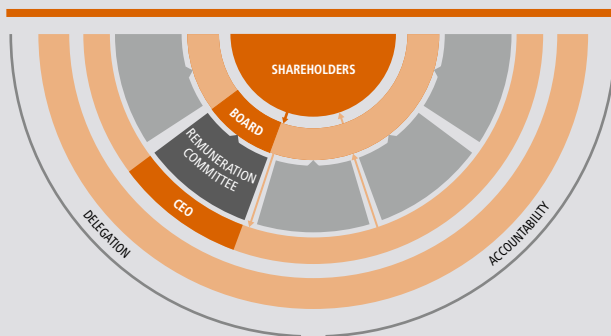 SHAREHOLDERS
BOARD
REMUNERATION
COMMITTEE
CEO
DELEGATION
ACCOUNTABILITY